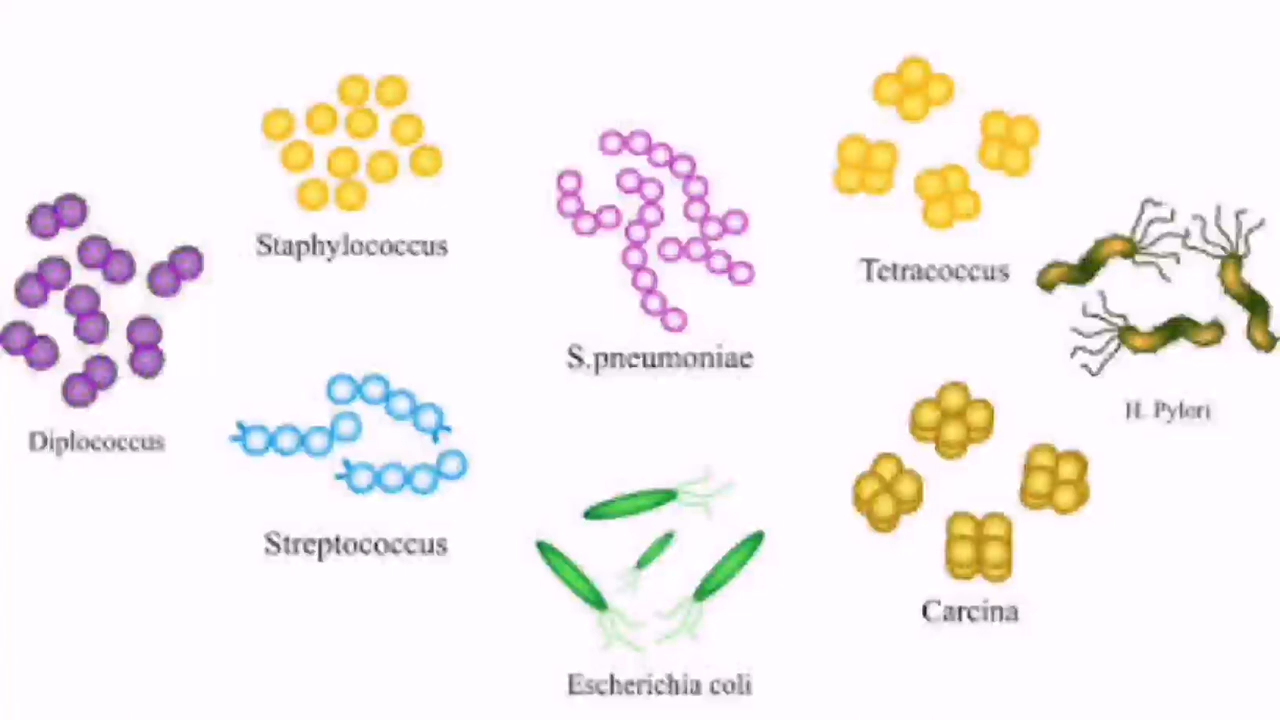 Staphylococcus
Tetracoccus
S.pneumoniae
H. Pylori
Diplococcus
Streptococcus
Carcina
Escherichia coli